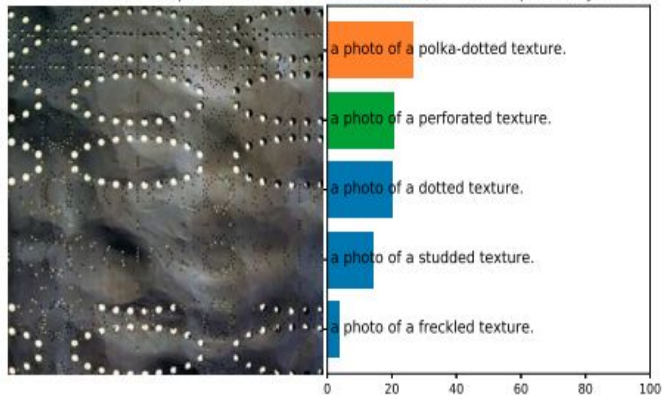 a photo of a polka-dotted texture.
a photo of a perforated texture.
a photo of a dotted texture.
a photo of a studded texture.
a photo of a freckled texture.
0 20 40 60 80 100